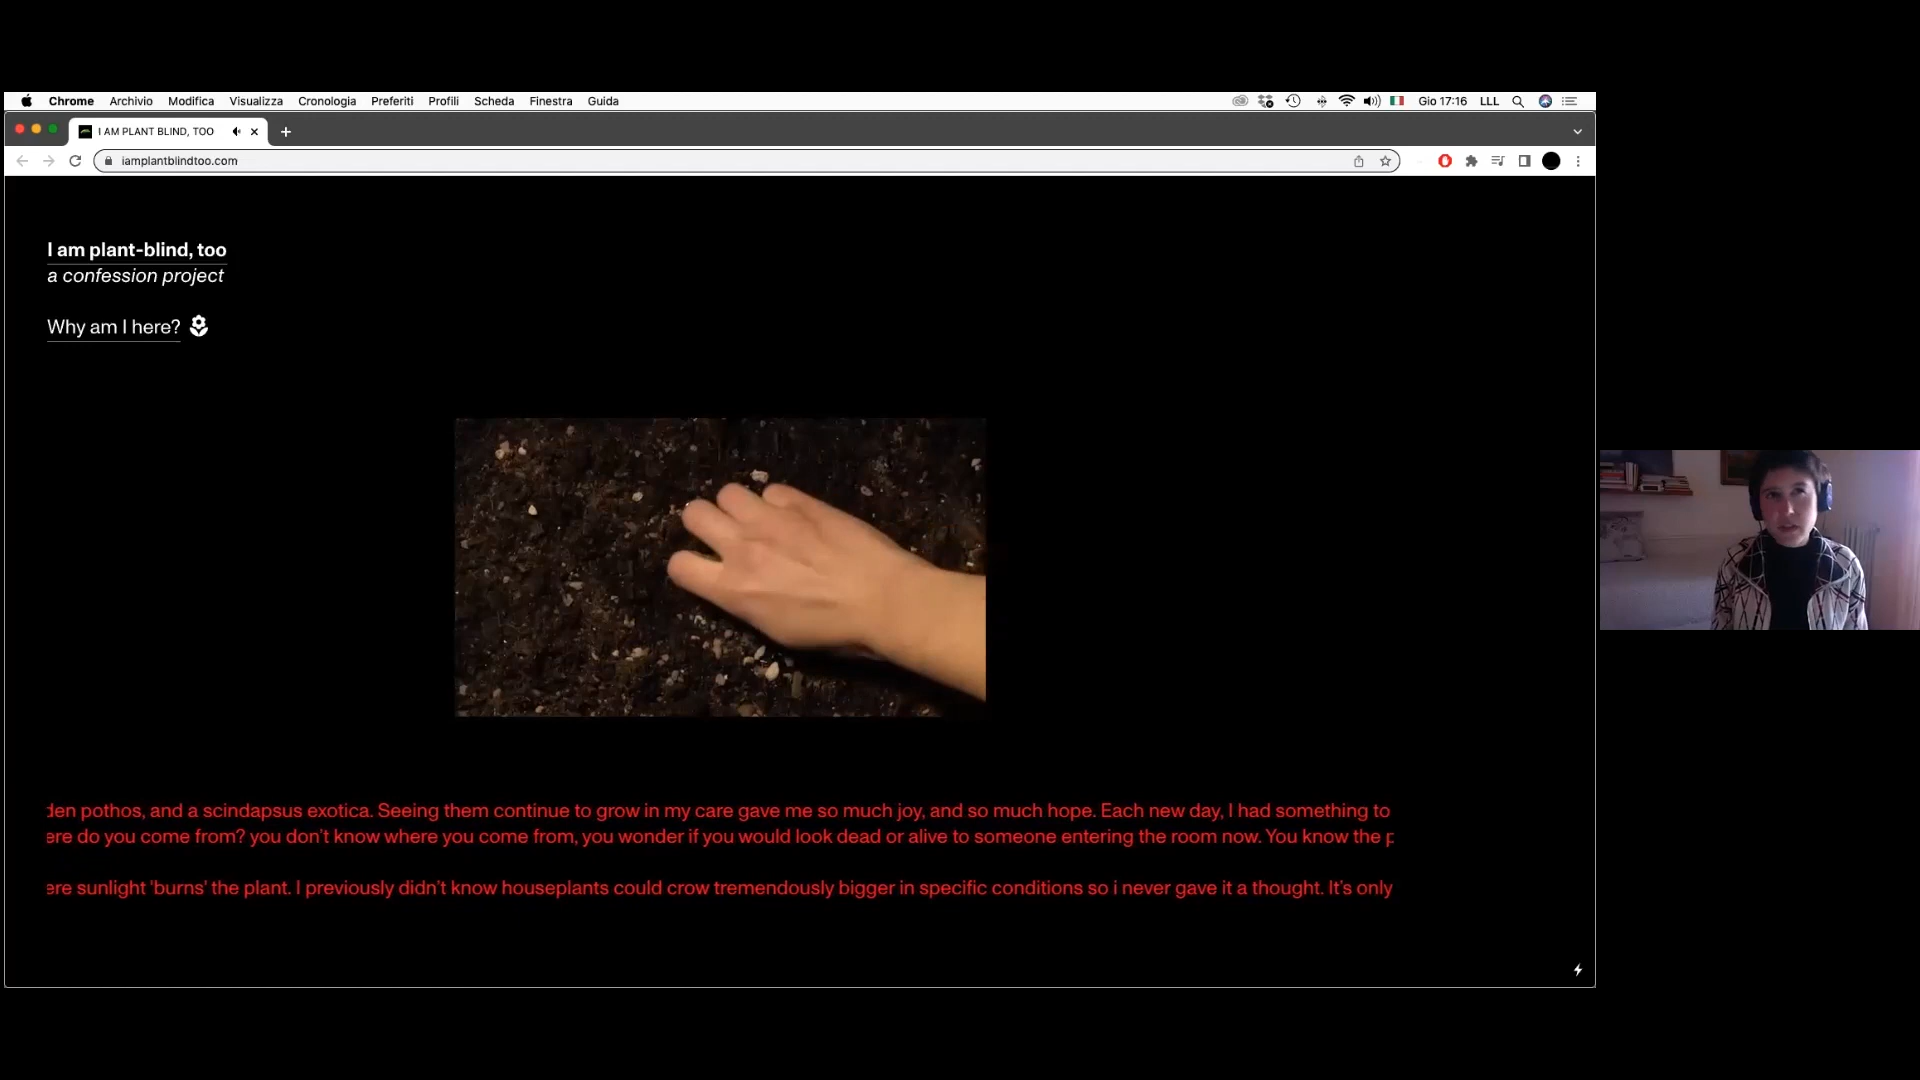 Chrome Archivio Modifica Visualizza Cronologia Preferiti Profili Scheda Finestra Guida Gio 17:16 LLL
I AM PLANT BLIND, TOO
iamplantblindtoo.com
I am plant-blind, too
a confession project
Why am I here?
den pothos, and a scindapsus exotica. Seeing them continue to grow in my care gave me so much joy, and so much hope. Each new day, I had something to
ere do you come from? you don't know where you come from, you wonder if you would look dead or alive to someone entering the room now. You know the p
ere sunlight 'burns' the plant. I previously didn't know houseplants could crow tremendously bigger in specific conditions so i never gave it a thought. It's only